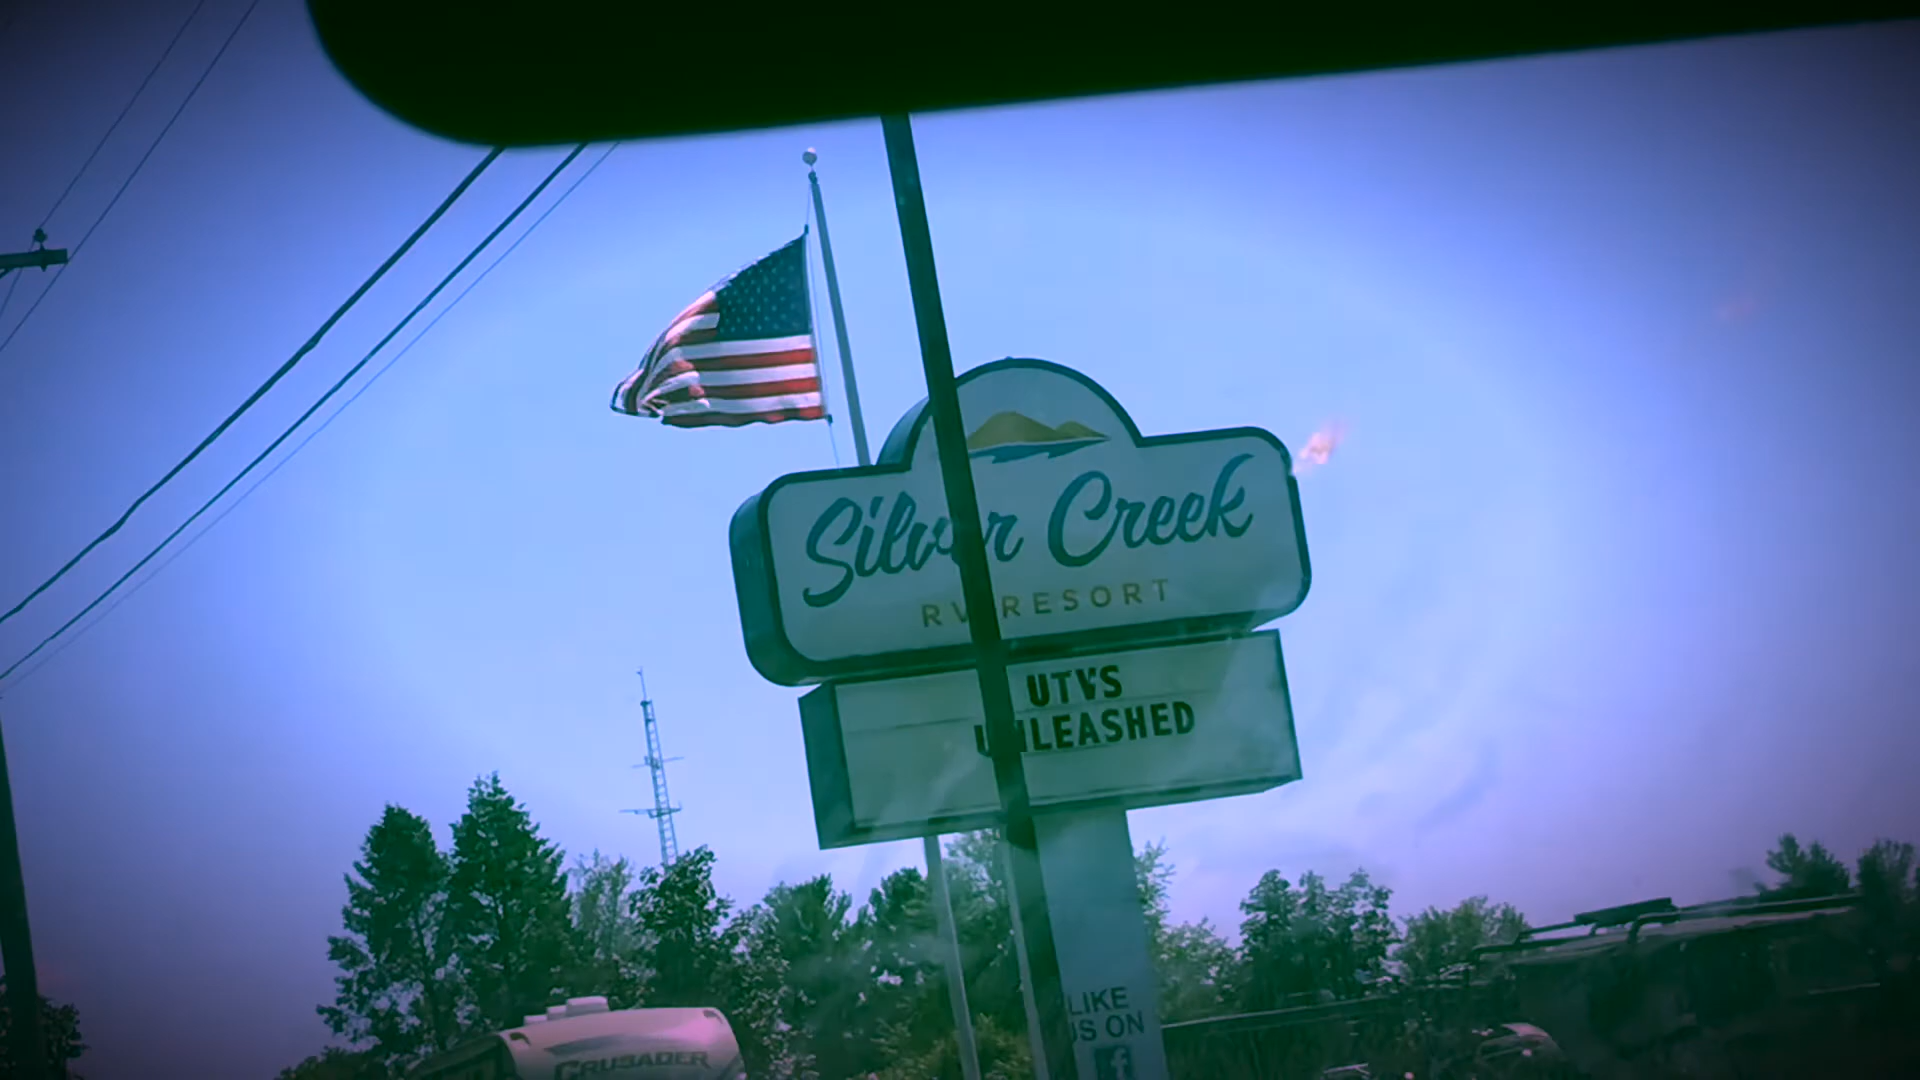 Silver Creek
RV RESORT
UTVS
UNLEASHED
LIKE
US ON
f
CRUSADER